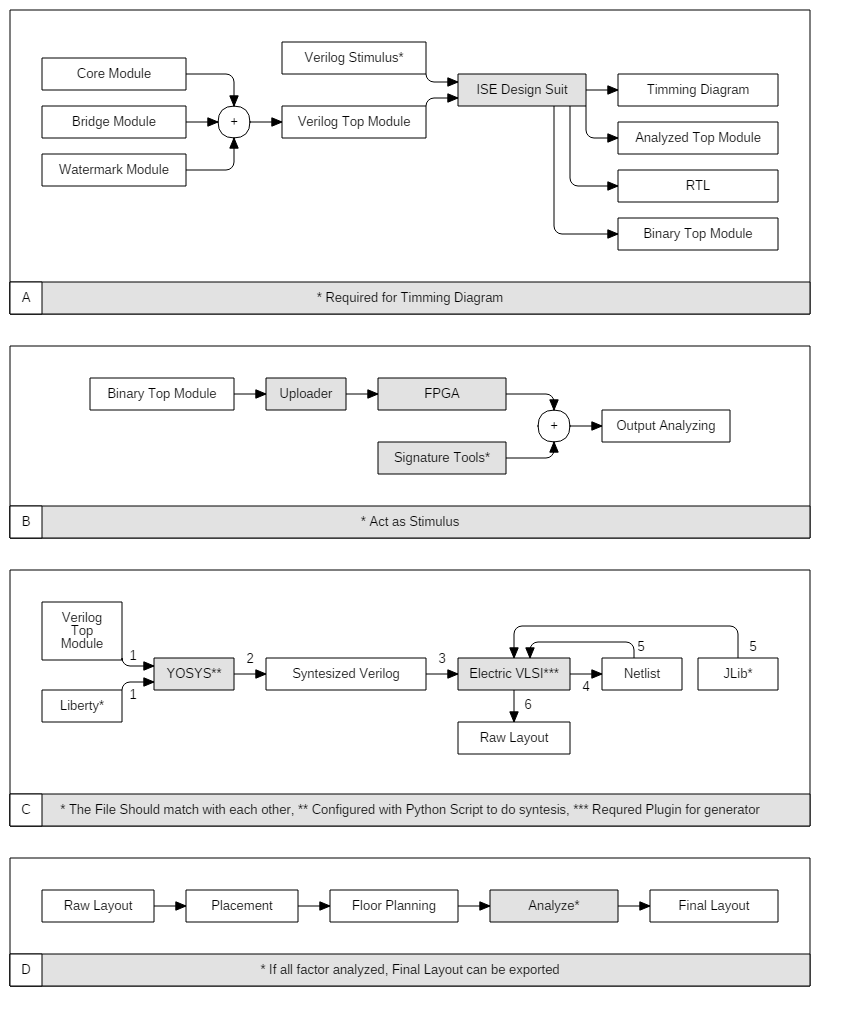 Verilog Stimulus*
Core Module
ISE Design Suit
Timming Diagram
Bridge Module
+
Verilog Top Module
Analyzed Top Module
Watermark Module
RTL
Binary Top Module
A
* Required for Timming Diagram
Binary Top Module
Uploader
FPGA
+
Output Analyzing
Signature Tools*
B
* Act as Stimulus
Verilog
Top
Module
1
YOSYS**
2
Syntesized Verilog
3
Electric VLSI***
4
Netlist
5
JLib*
5
Liberty*
1
6
Raw Layout
C
* The File Should match with each other, ** Configured with Python Script to do syntesis, *** Requred Plugin for generator
Raw Layout
Placement
Floor Planning
Analyze*
Final Layout
D
* If all factor analyzed, Final Layout can be exported